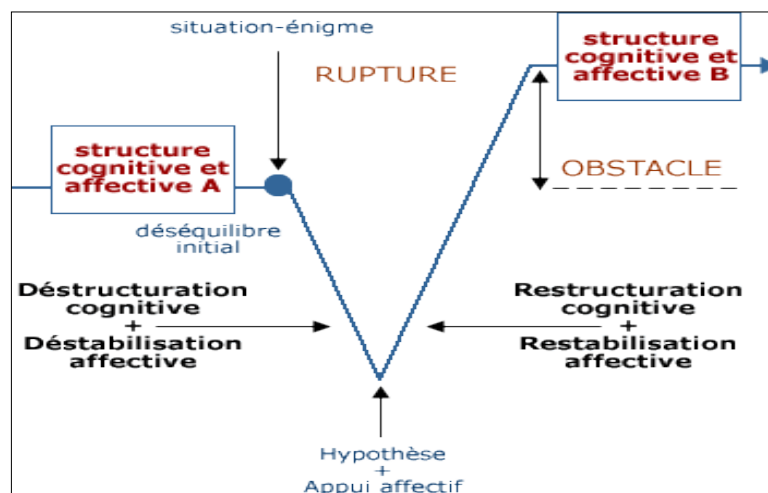 situation-énigme
RUPTURE
structure
cognitive et
affective B
structure
cognitive et
affective A
OBSTACLE
déséquilibre
initial
Déstructuration
cognitive
+
Déstabilisation
affective
Restructuration
cognitive
+
Restabilisation
affective
Hypothèse
+
Appui affectif